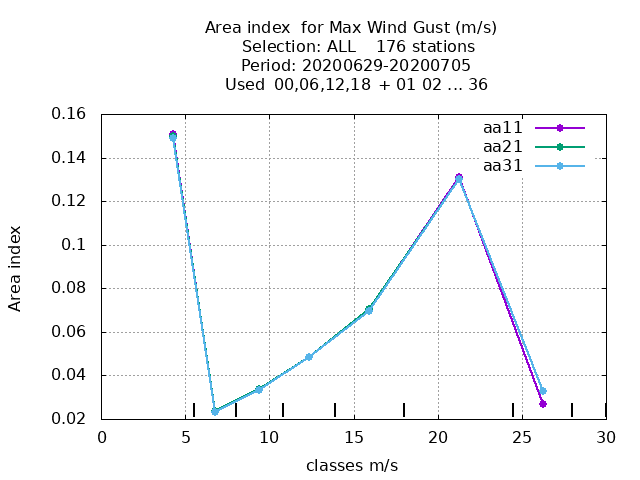 Area index for Max Wind Gust (m/s)
Selection: ALL 176 stations
Period: 20200629-20200705
Used 00,06,12,18 + 01 02 ... 36
aa11
aa21
aa31
0.16
0.14
0.12
0.1
0.08
0.06
0.04
0.02
Area index
0 5 10 15 20 25 30
classes m/s